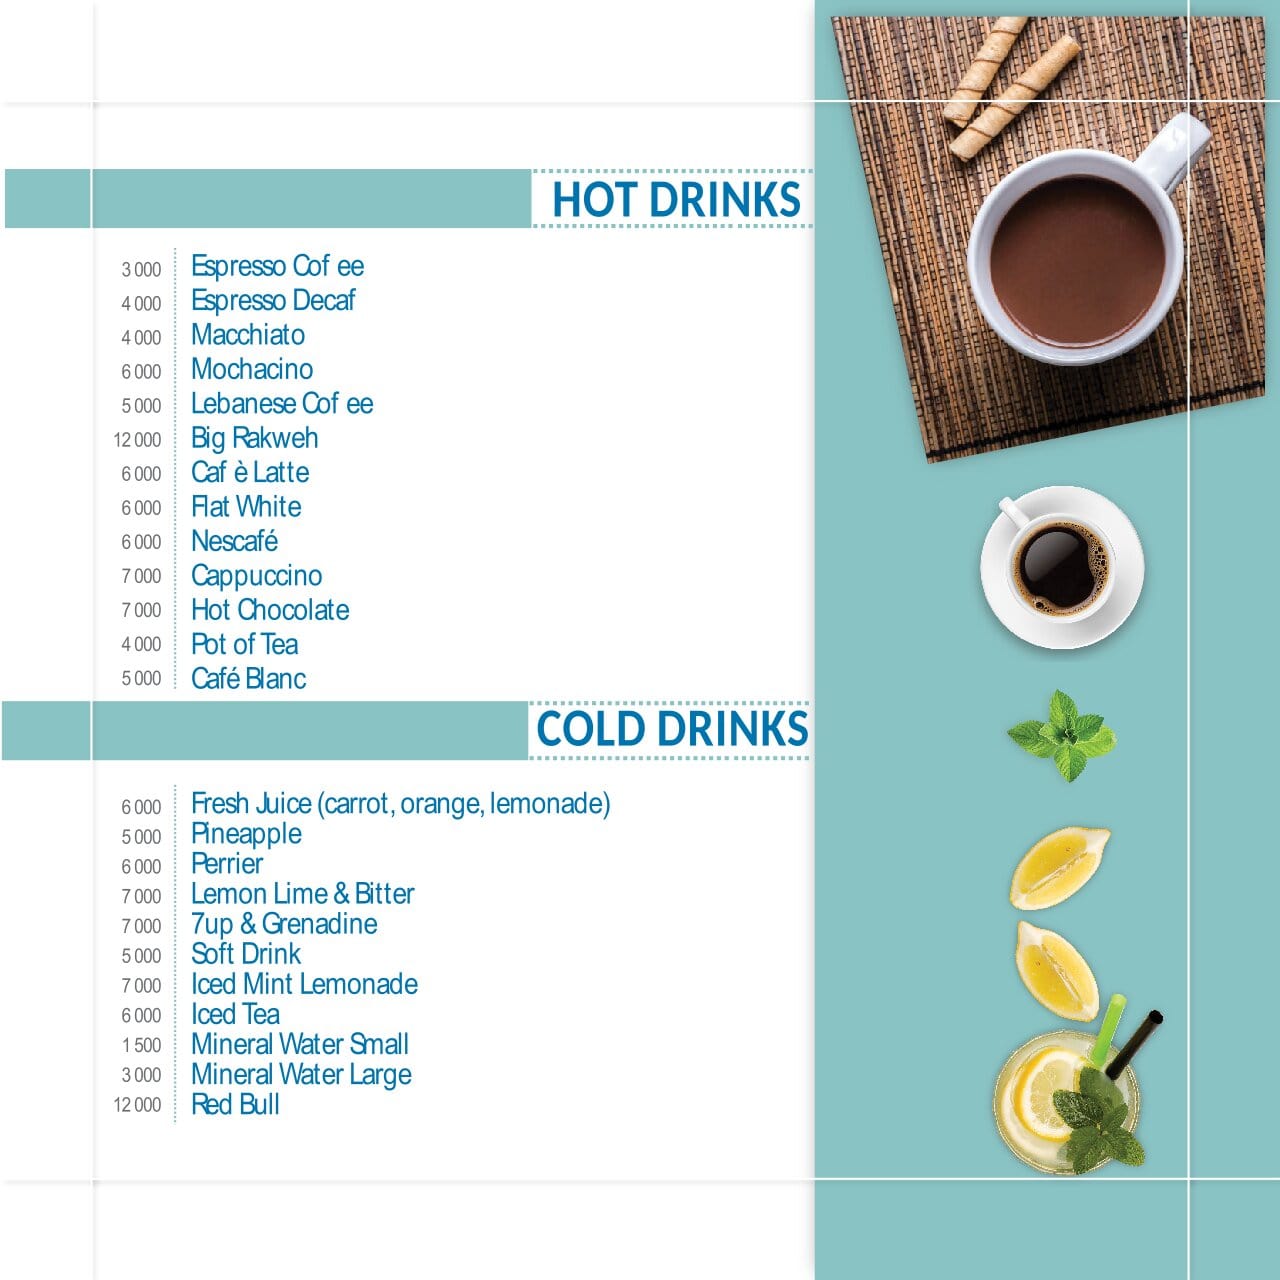 HOT DRINKS
3 000 Espresso Cof ee
4 000 Espresso Decaf
4 000 Macchiato
6 000 Mochacino
5 000 Lebanese Cof ee
12 000 Big Rakweh
6 000 Caf è Latte
6 000 Flat White
6 000 Nescafé
7 000 Cappuccino
7 000 Hot Chocolate
4 000 Pot of Tea
5 000 Café Blanc
COLD DRINKS
6 000 Fresh Juice (carrot, orange, lemonade)
5 000 Pineapple
6 000 Perrier
7 000 Lemon Lime & Bitter
7 000 7up & Grenadine
5 000 Soft Drink
7 000 Iced Mint Lemonade
6 000 Iced Tea
1 500 Mineral Water Small
3 000 Mineral Water Large
12 000 Red Bull